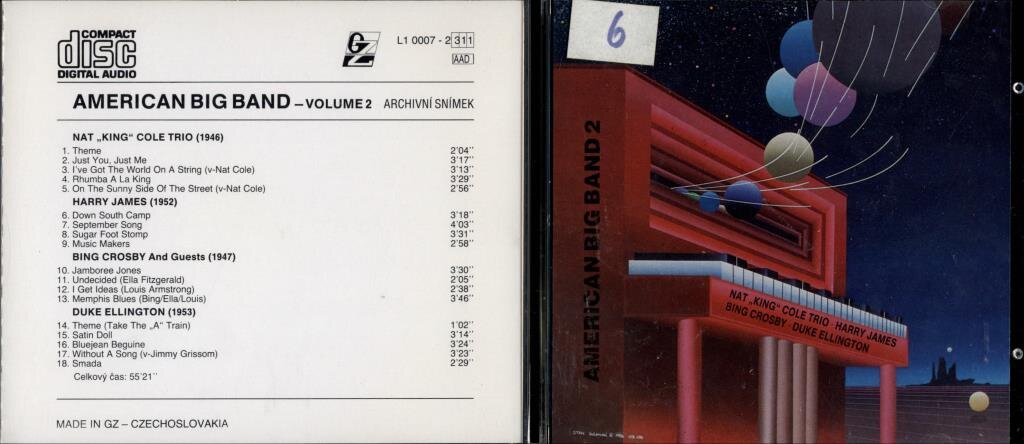 COMPACT
disc
DIGITAL AUDIO
GZ
L1 0007 - 2 311
AAD
AMERICAN BIG BAND – VOLUME 2 ARCHIVNÍ SNÍMEK
NAT „KING“ COLE TRIO (1946)
1. Theme 2'04''
2. Just You, Just Me 3'17''
3. I've Got The World On A String (v-Nat Cole) 3'13''
4. Rhumba A La King 3'29''
5. On The Sunny Side Of The Street (v-Nat Cole) 2'56''
HARRY JAMES (1952)
6. Down South Camp 3'18''
7. September Song 4'03''
8. Sugar Foot Stomp 3'31''
9. Music Makers 2'58''
BING CROSBY And Guests (1947)
10. Jamboree Jones 3'30''
11. Undecided (Ella Fitzgerald) 2'05''
12. I Get Ideas (Louis Armstrong) 2'38''
13. Memphis Blues (Bing/Ella/Louis) 3'46''
DUKE ELLINGTON (1953)
14. Theme (Take The „A“ Train) 1'02''
15. Satin Doll 3'14''
16. Bluejean Beguine 3'24''
17. Without A Song (v-Jimmy Grissom) 3'23''
18. Smada 2'29''
Celkový čas: 55'21''
MADE IN GZ – CZECHOSLOVAKIA
6
AMERICAN BIG BAND 2
NAT „KING“ COLE TRIO · HARRY JAMES
BING CROSBY · DUKE ELLINGTON